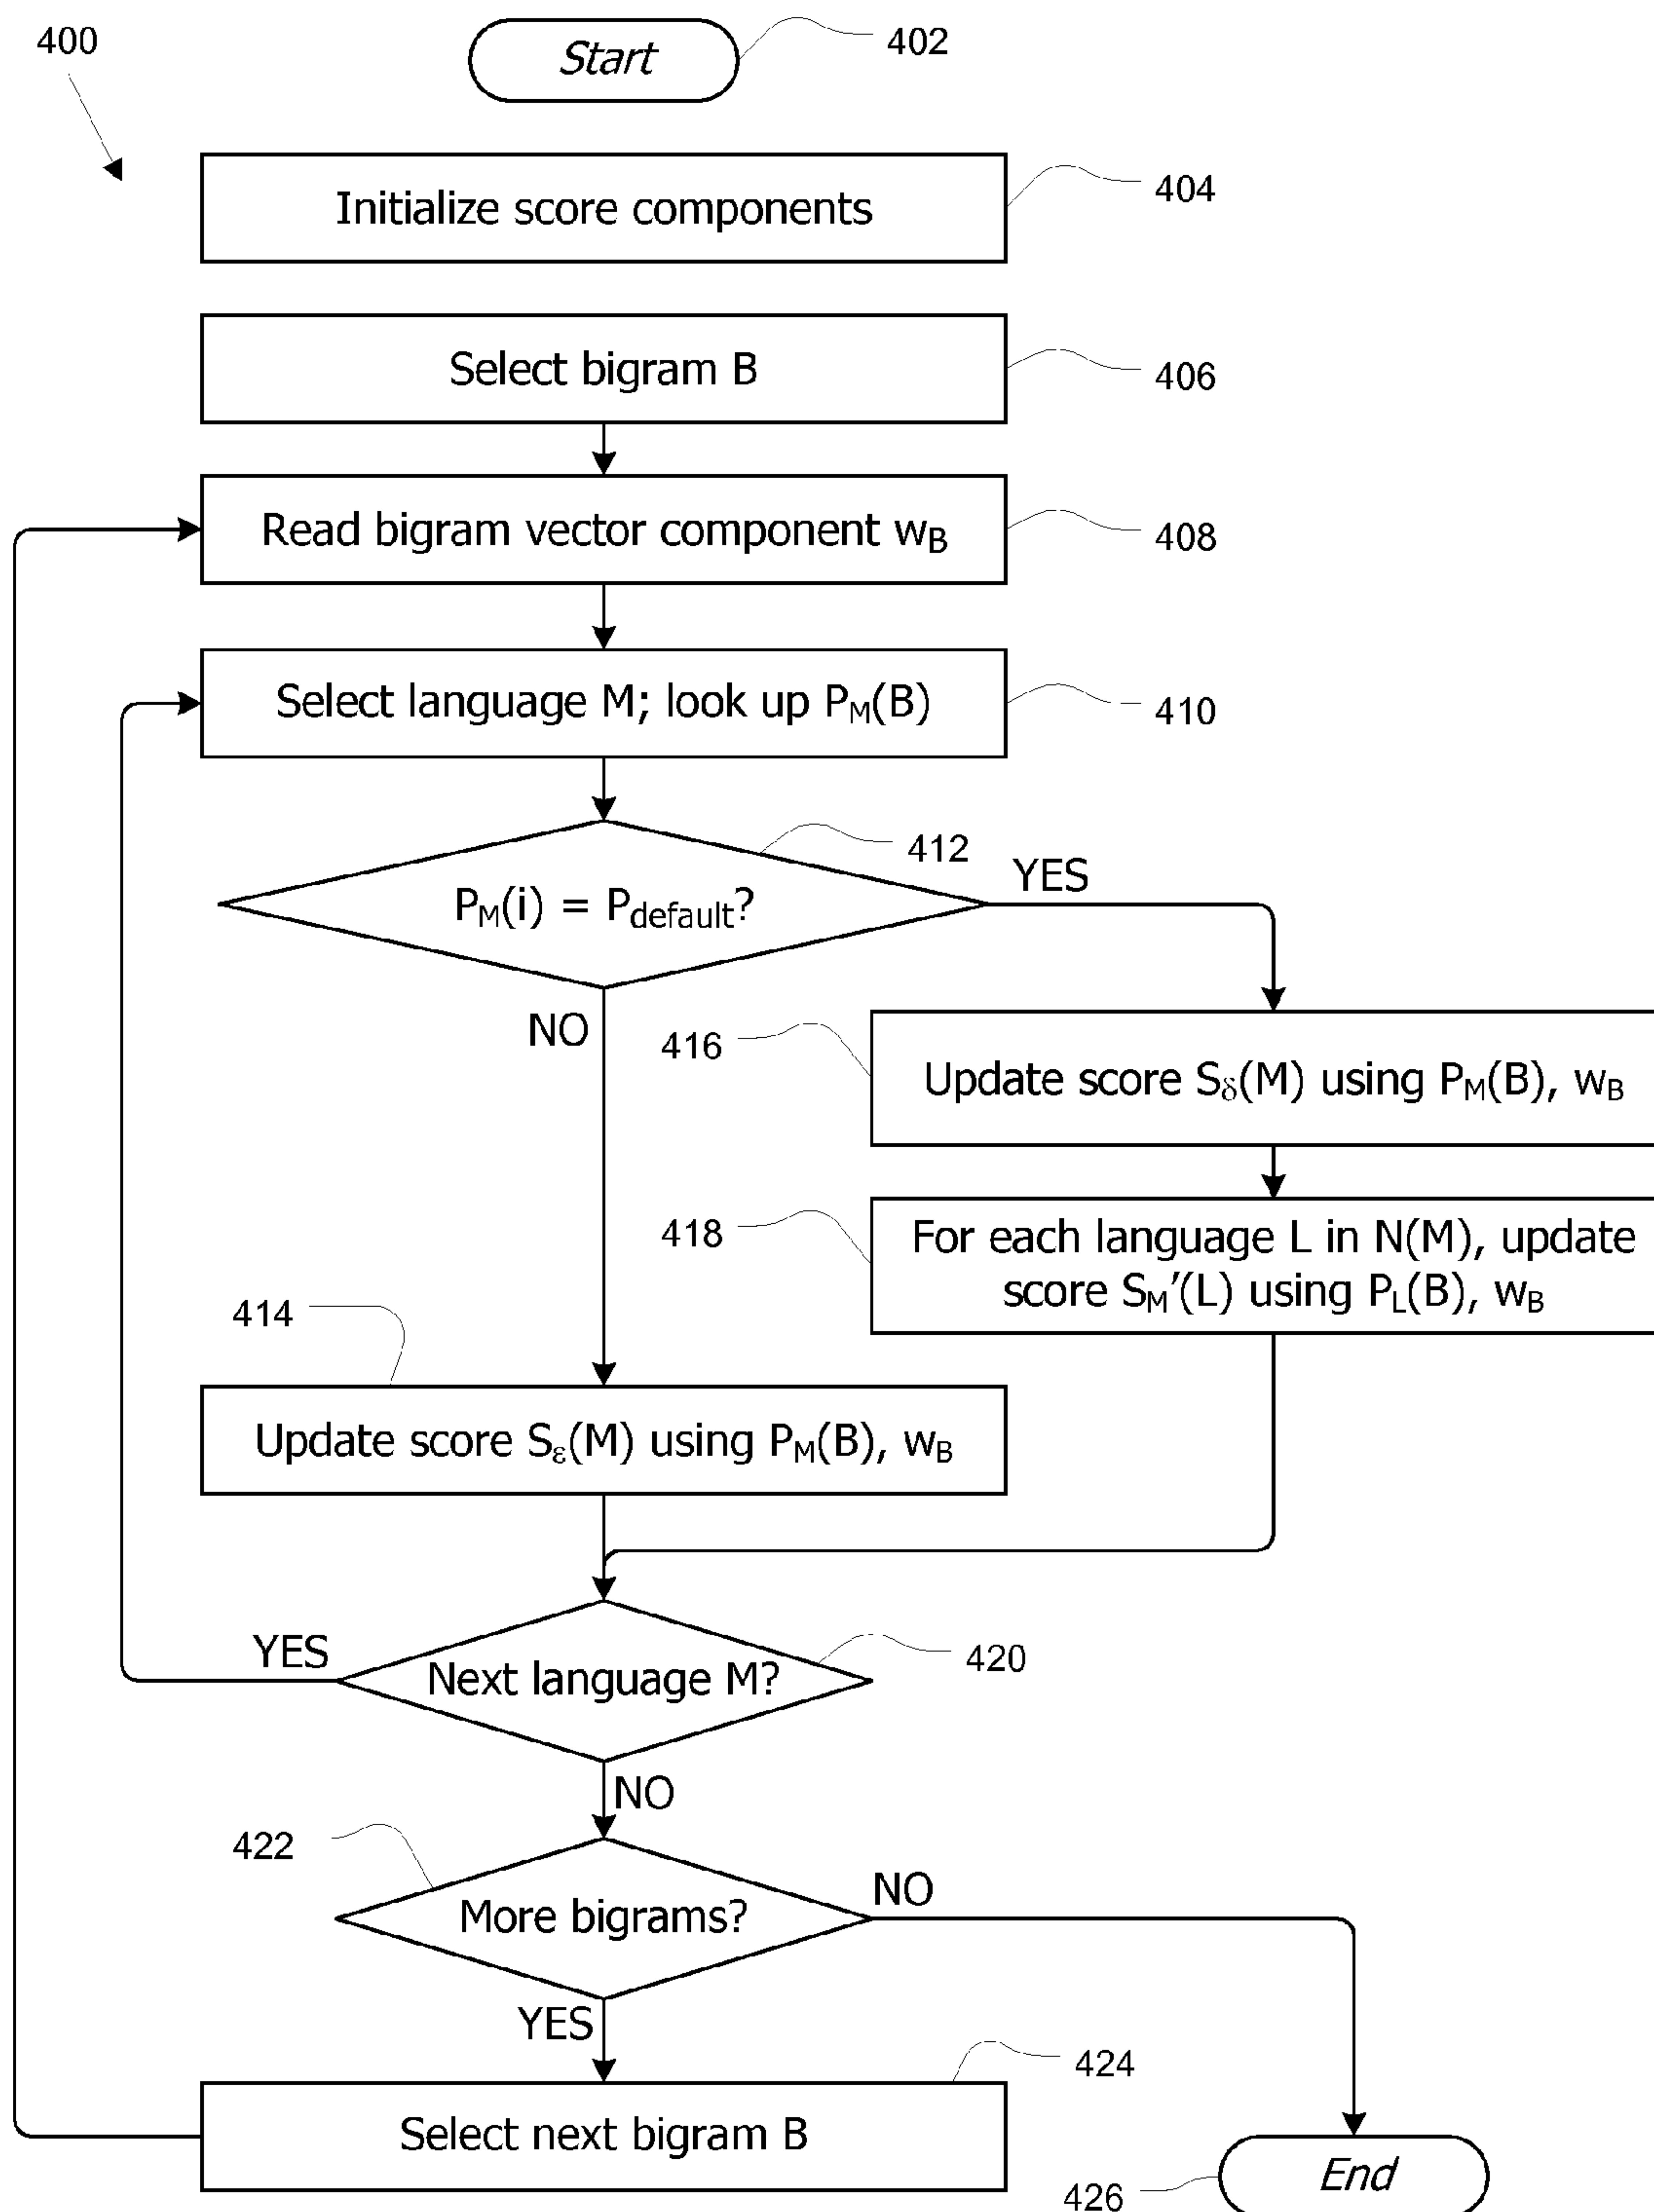 400
Start
402
Initialize score components
404
Select bigram B
406
Read bigram vector component wB
408
Select language M; look up PM(B)
410
412
PM(i) = Pdefault?
YES
NO
416
Update score Sδ(M) using PM(B), wB
418
For each language L in N(M), update
score SM′(L) using PL(B), wB
414
Update score Sε(M) using PM(B), wB
YES
Next language M?
420
NO
422
More bigrams?
NO
YES
424
Select next bigram B
End
426